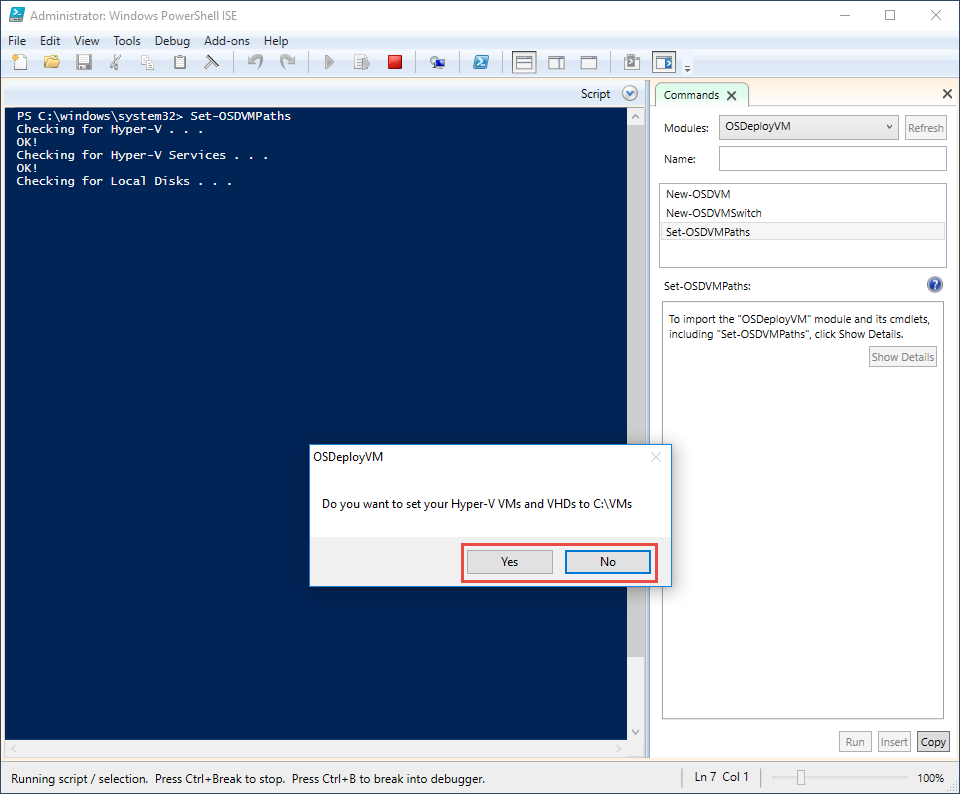 Administrator: Windows PowerShell ISE
File Edit View Tools Debug Add-ons Help
Script
PS C:\windows\system32> Set-OSDVMPaths
Checking for Hyper-V . . .
OK!
Checking for Hyper-V Services . . .
OK!
Checking for Local Disks . . .
Commands
Modules: OSDeployVM Refresh
Name:
New-OSDVM
New-OSDVMSwitch
Set-OSDVMPaths
Set-OSDVMPaths:
To import the "OSDeployVM" module and its cmdlets,
including "Set-OSDVMPaths", click Show Details.
Show Details
OSDeployVM
Do you want to set your Hyper-V VMs and VHDs to C:\VMs
Yes No
Run Insert Copy
Running script / selection. Press Ctrl+Break to stop. Press Ctrl+B to break into debugger.
Ln 7 Col 1
100%